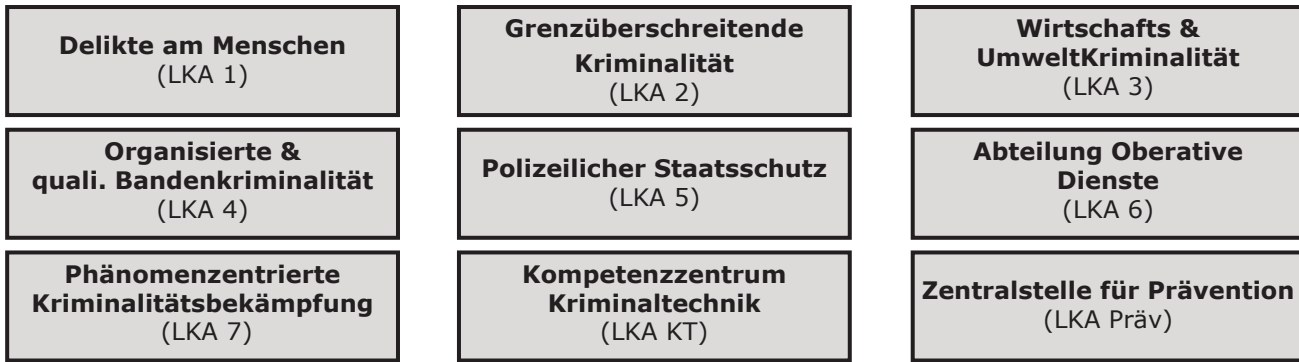 Delikte am Menschen
(LKA 1)
Grenzüberschreitende
Kriminalität
(LKA 2)
Wirtschafts &
UmweltKriminalität
(LKA 3)
Organisierte &
quali. Bandenkriminalität
(LKA 4)
Polizeilicher Staatsschutz
(LKA 5)
Abteilung Oberative
Dienste
(LKA 6)
Phänomenzentrierte
Kriminalitätsbekämpfung
(LKA 7)
Kompetenzzentrum
Kriminaltechnik
(LKA KT)
Zentralstelle für Prävention
(LKA Präv)